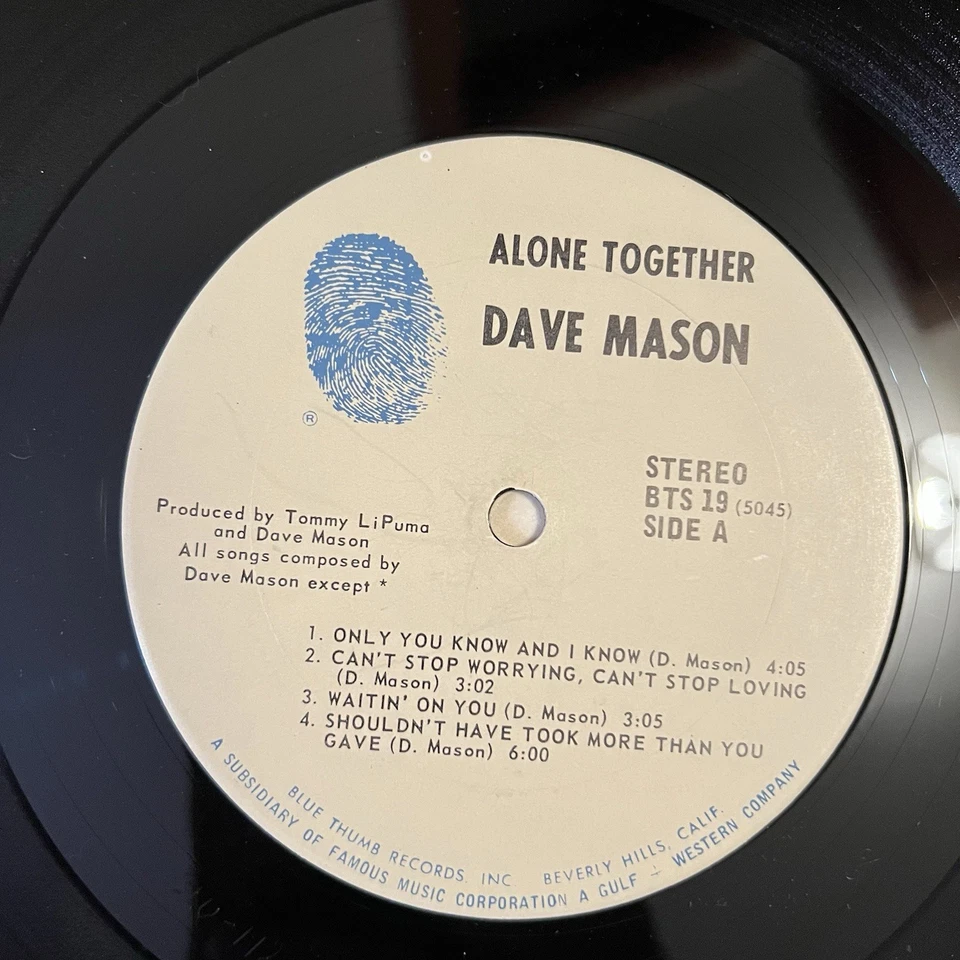 ALONE TOGETHER
DAVE MASON
®
STEREO
BTS 19 (5045)
SIDE A
Produced by Tommy LiPuma
and Dave Mason
All songs composed by
Dave Mason except *
1. ONLY YOU KNOW AND I KNOW (D. Mason) 4:05
2. CAN'T STOP WORRYING, CAN'T STOP LOVING
(D. Mason) 3:02
3. WAITIN' ON YOU (D. Mason) 3:05
4. SHOULDN'T HAVE TOOK MORE THAN YOU
GAVE (D. Mason) 6:00
BLUE THUMB RECORDS, INC BEVERLY HILLS, CALIF.
A SUBSIDIARY OF FAMOUS MUSIC CORPORATION A GULF + WESTERN COMPANY